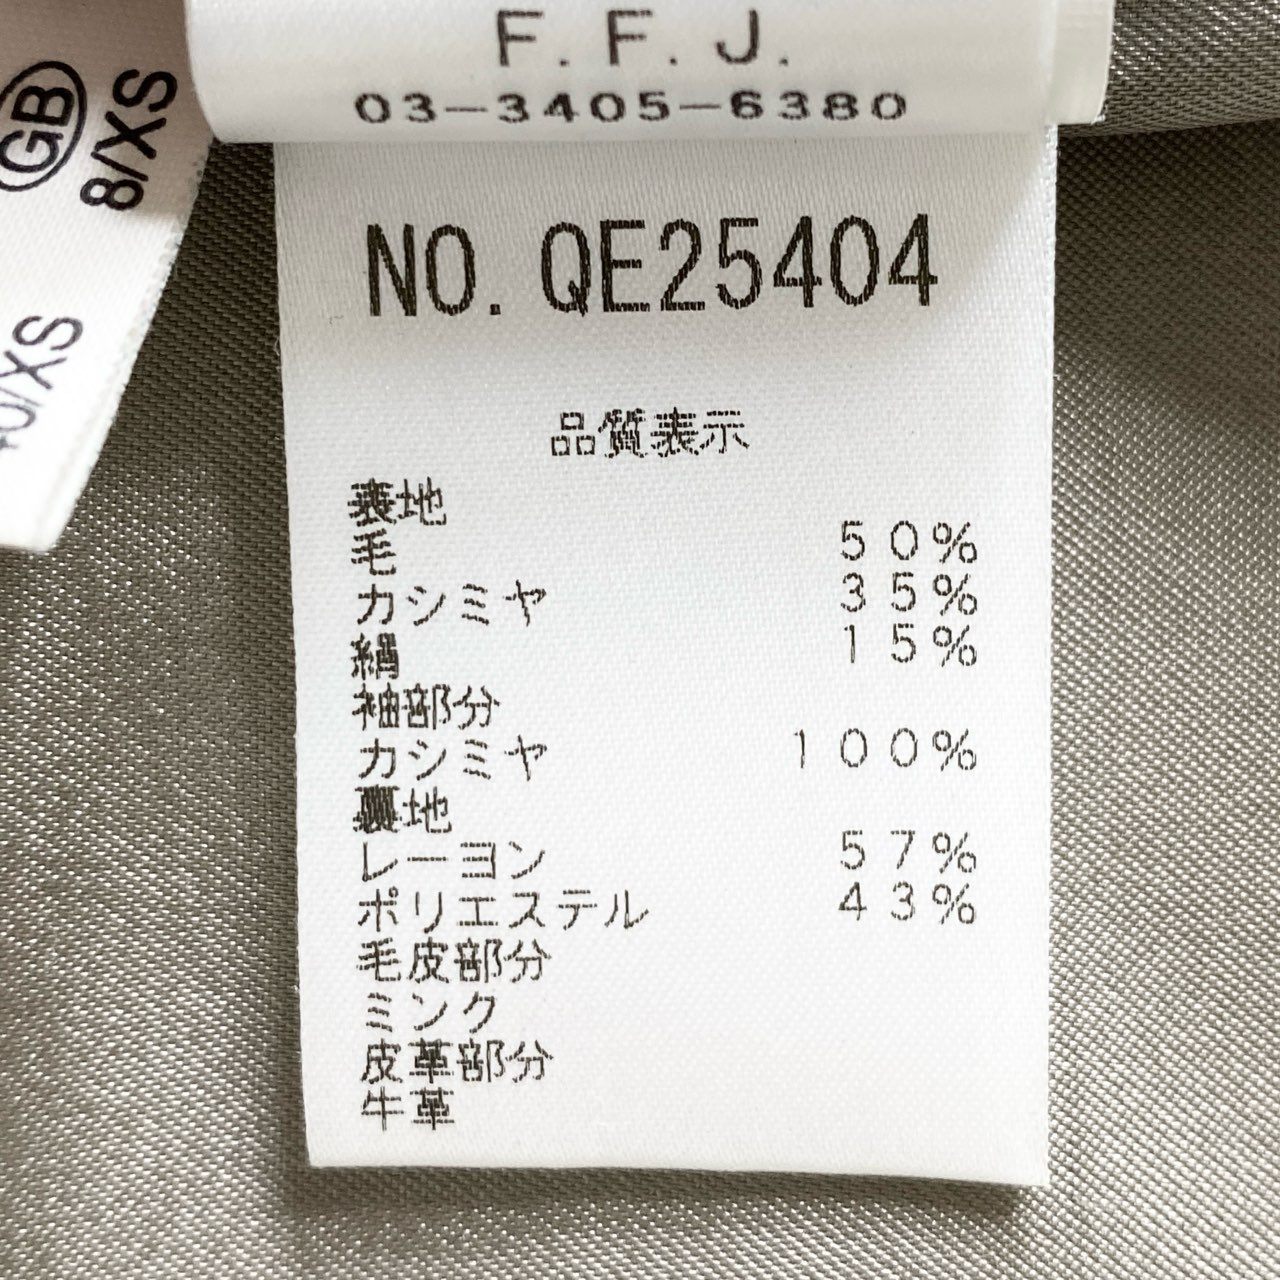 F.F.J.
03-3405-6380
GB
8/XS
40/XS
NO. QE25404
品質表示
表地
毛 50%
カシミヤ 35%
絹 15%
袖部分
カシミヤ 100%
裏地
レーヨン 57%
ポリエステル 43%
毛皮部分
ミンク
皮革部分
牛革